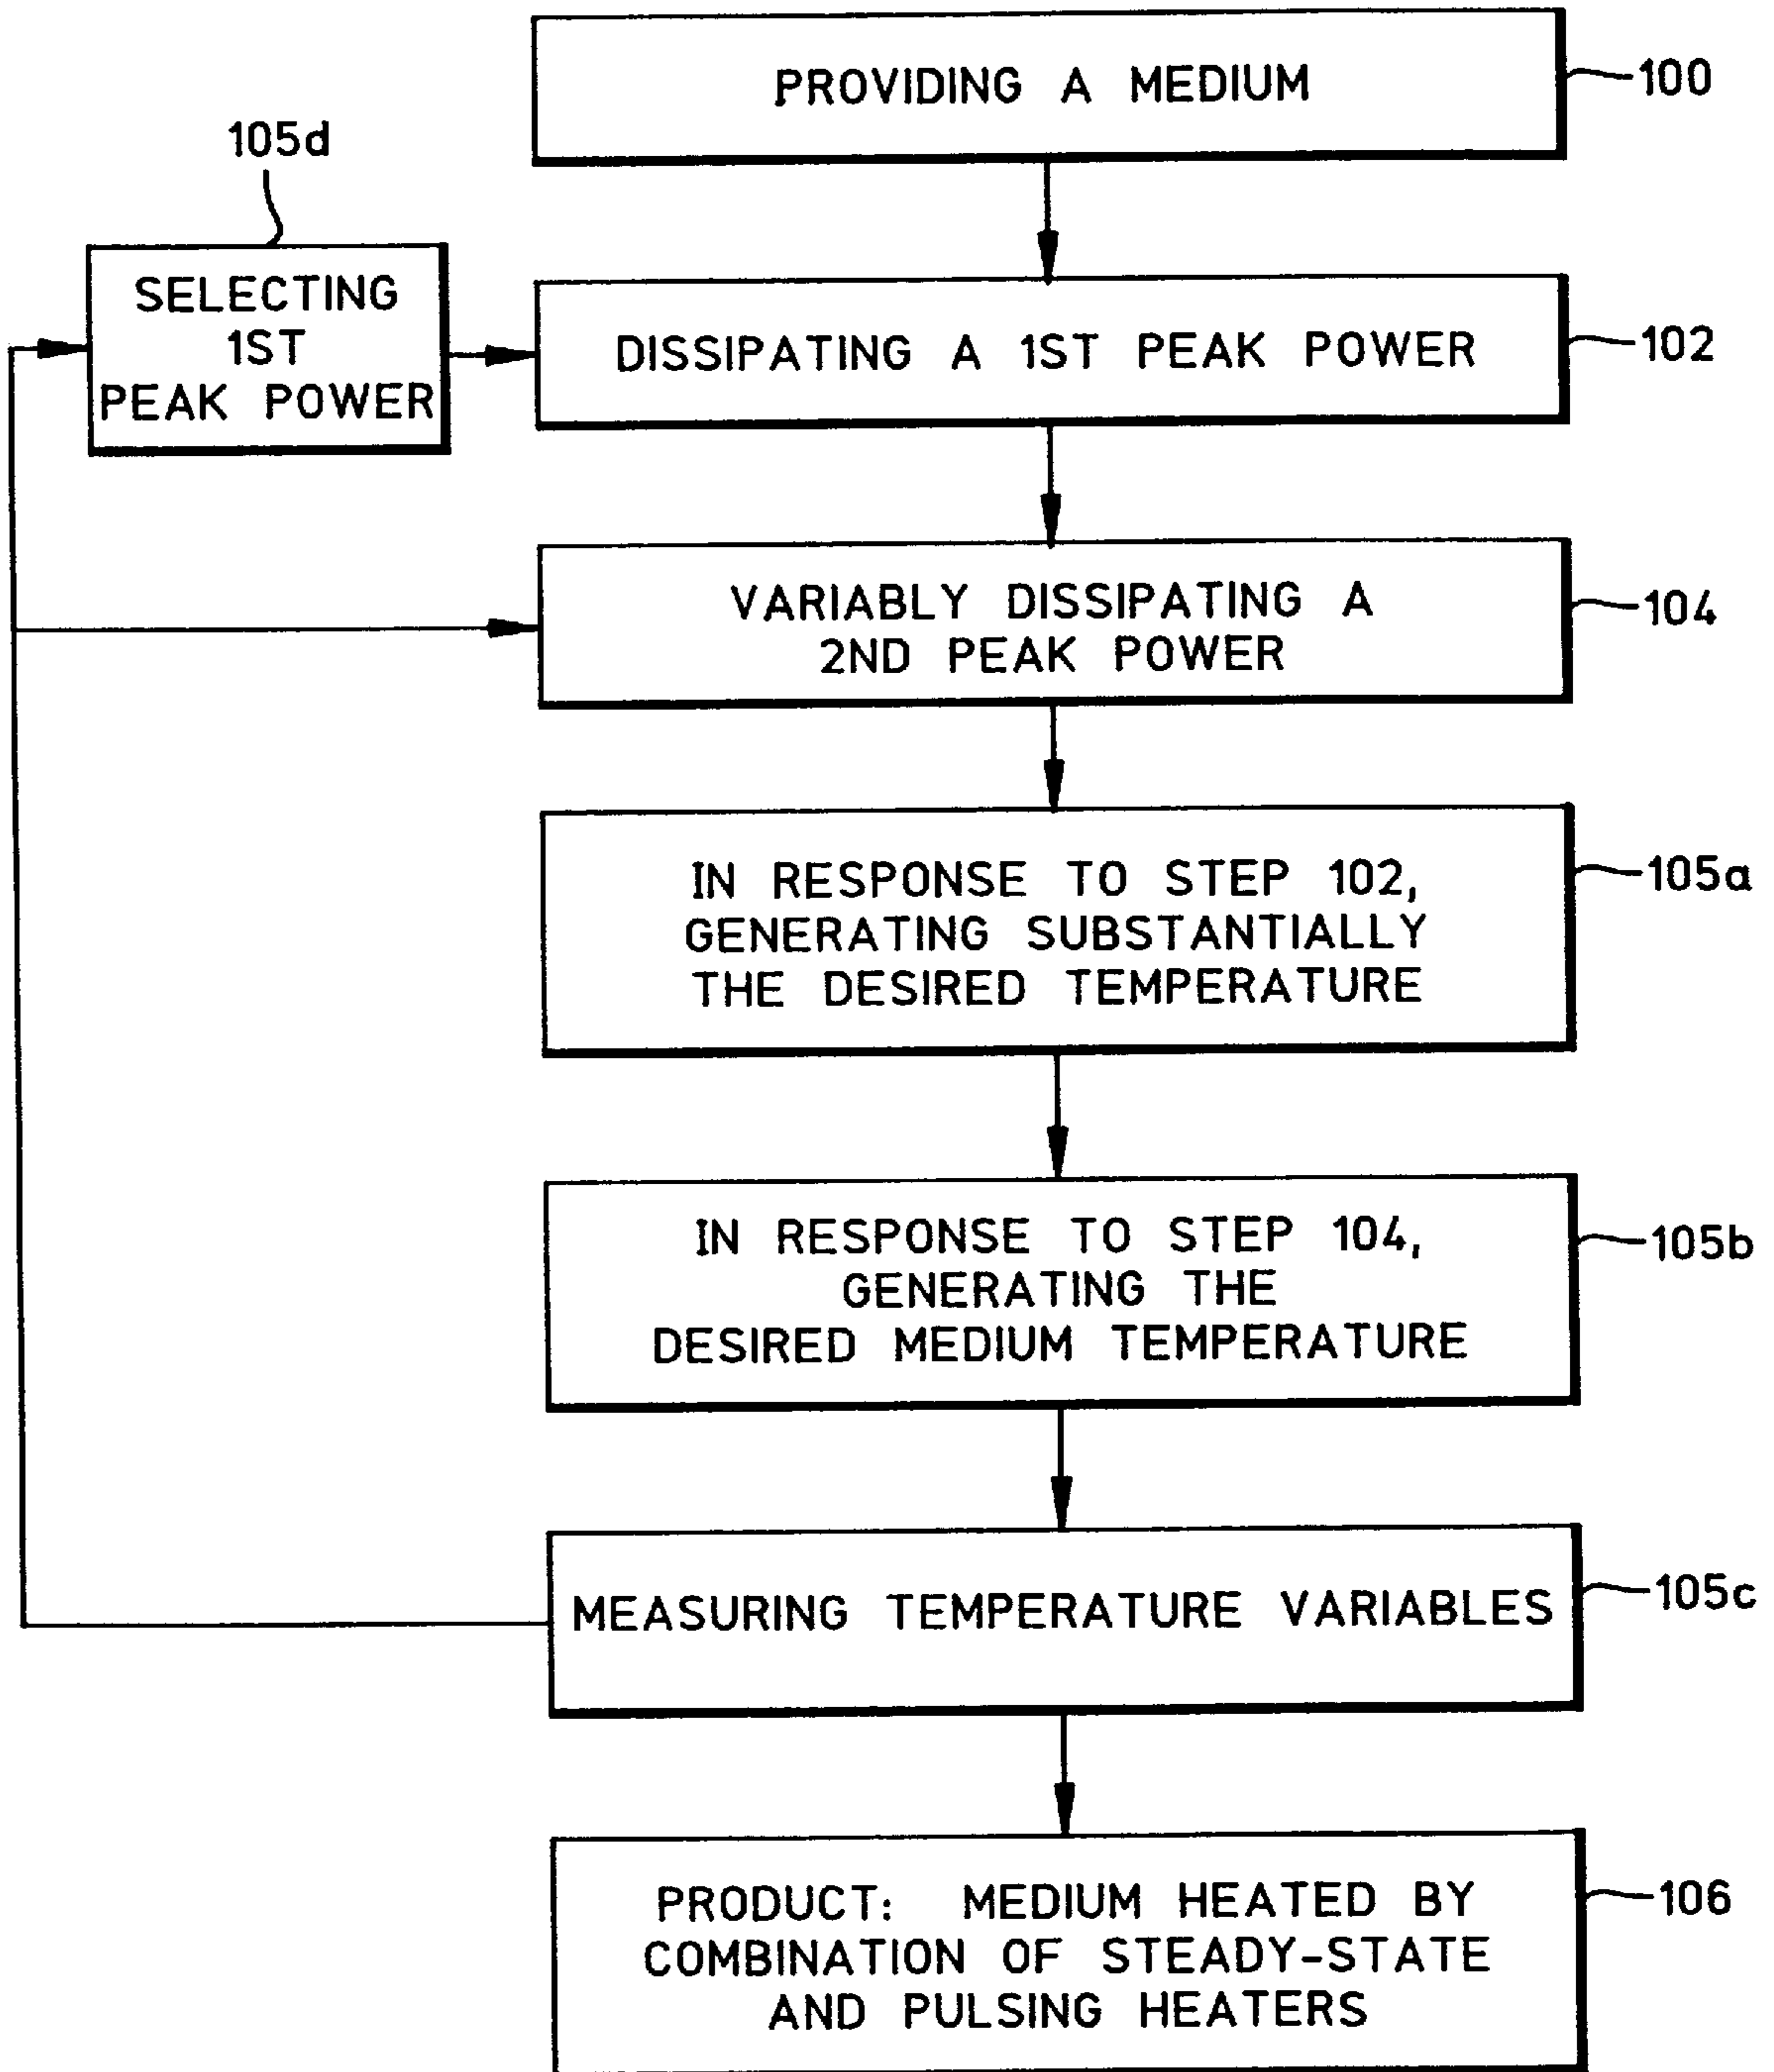 PROVIDING A MEDIUM
100
105d
SELECTING
1ST
PEAK POWER
DISSIPATING A 1ST PEAK POWER
102
VARIABLY DISSIPATING A
2ND PEAK POWER
104
IN RESPONSE TO STEP 102,
GENERATING SUBSTANTIALLY
THE DESIRED TEMPERATURE
105a
IN RESPONSE TO STEP 104,
GENERATING THE
DESIRED MEDIUM TEMPERATURE
105b
MEASURING TEMPERATURE VARIABLES
105c
PRODUCT: MEDIUM HEATED BY
COMBINATION OF STEADY-STATE
AND PULSING HEATERS
106